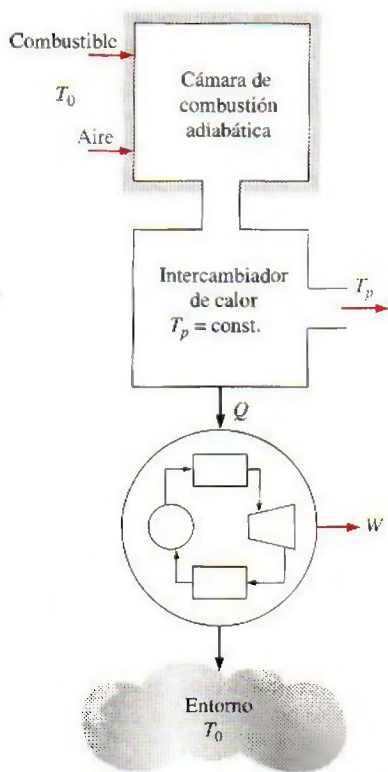 Combustible
T₀
Aire
Cámara de
combustión
adiabática
Intercambiador
de calor
Tₚ = const.
Tₚ
Q
W
Entorno
T₀